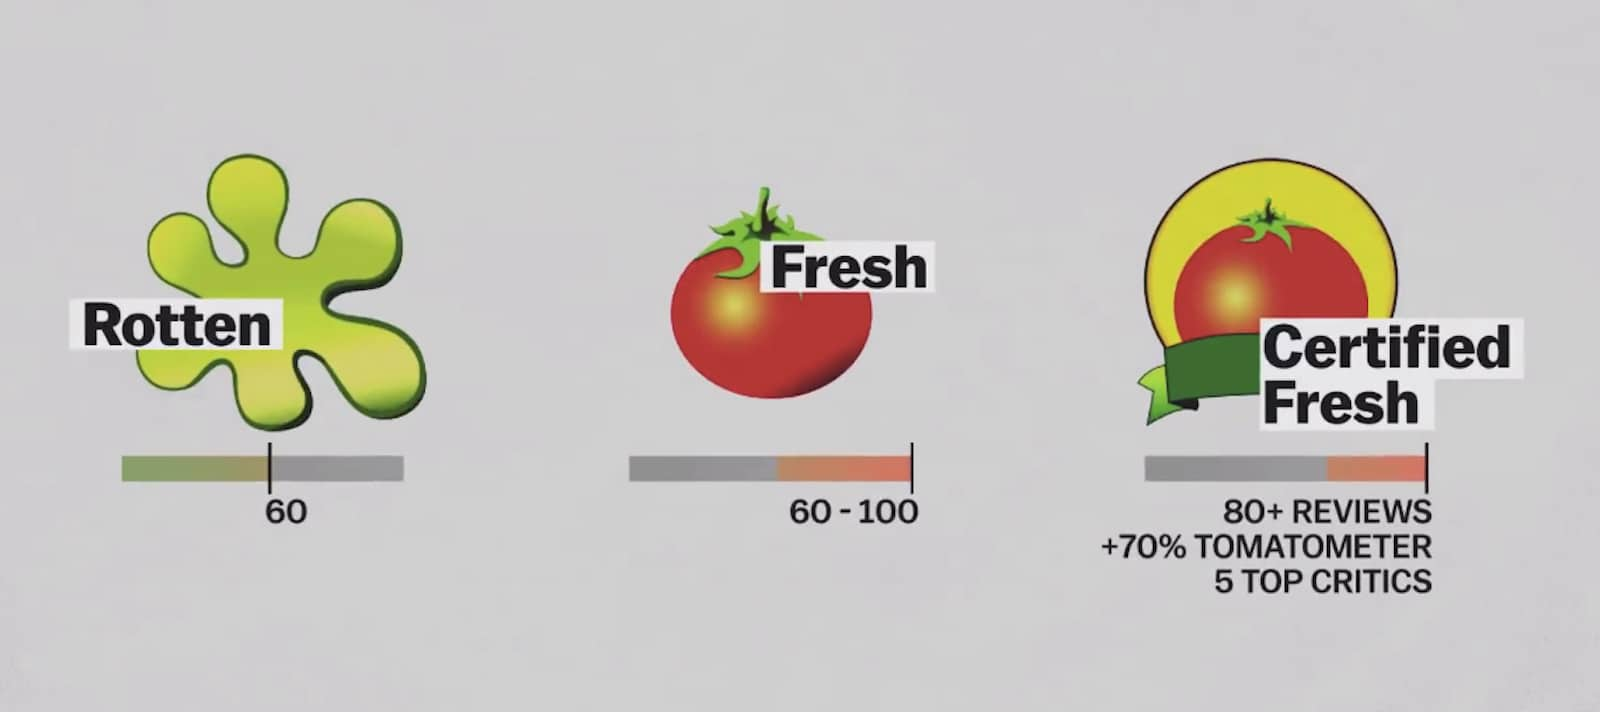 Rotten
60
Fresh
60 - 100
Certified
Fresh
80+ REVIEWS
+70% TOMATOMETER
5 TOP CRITICS